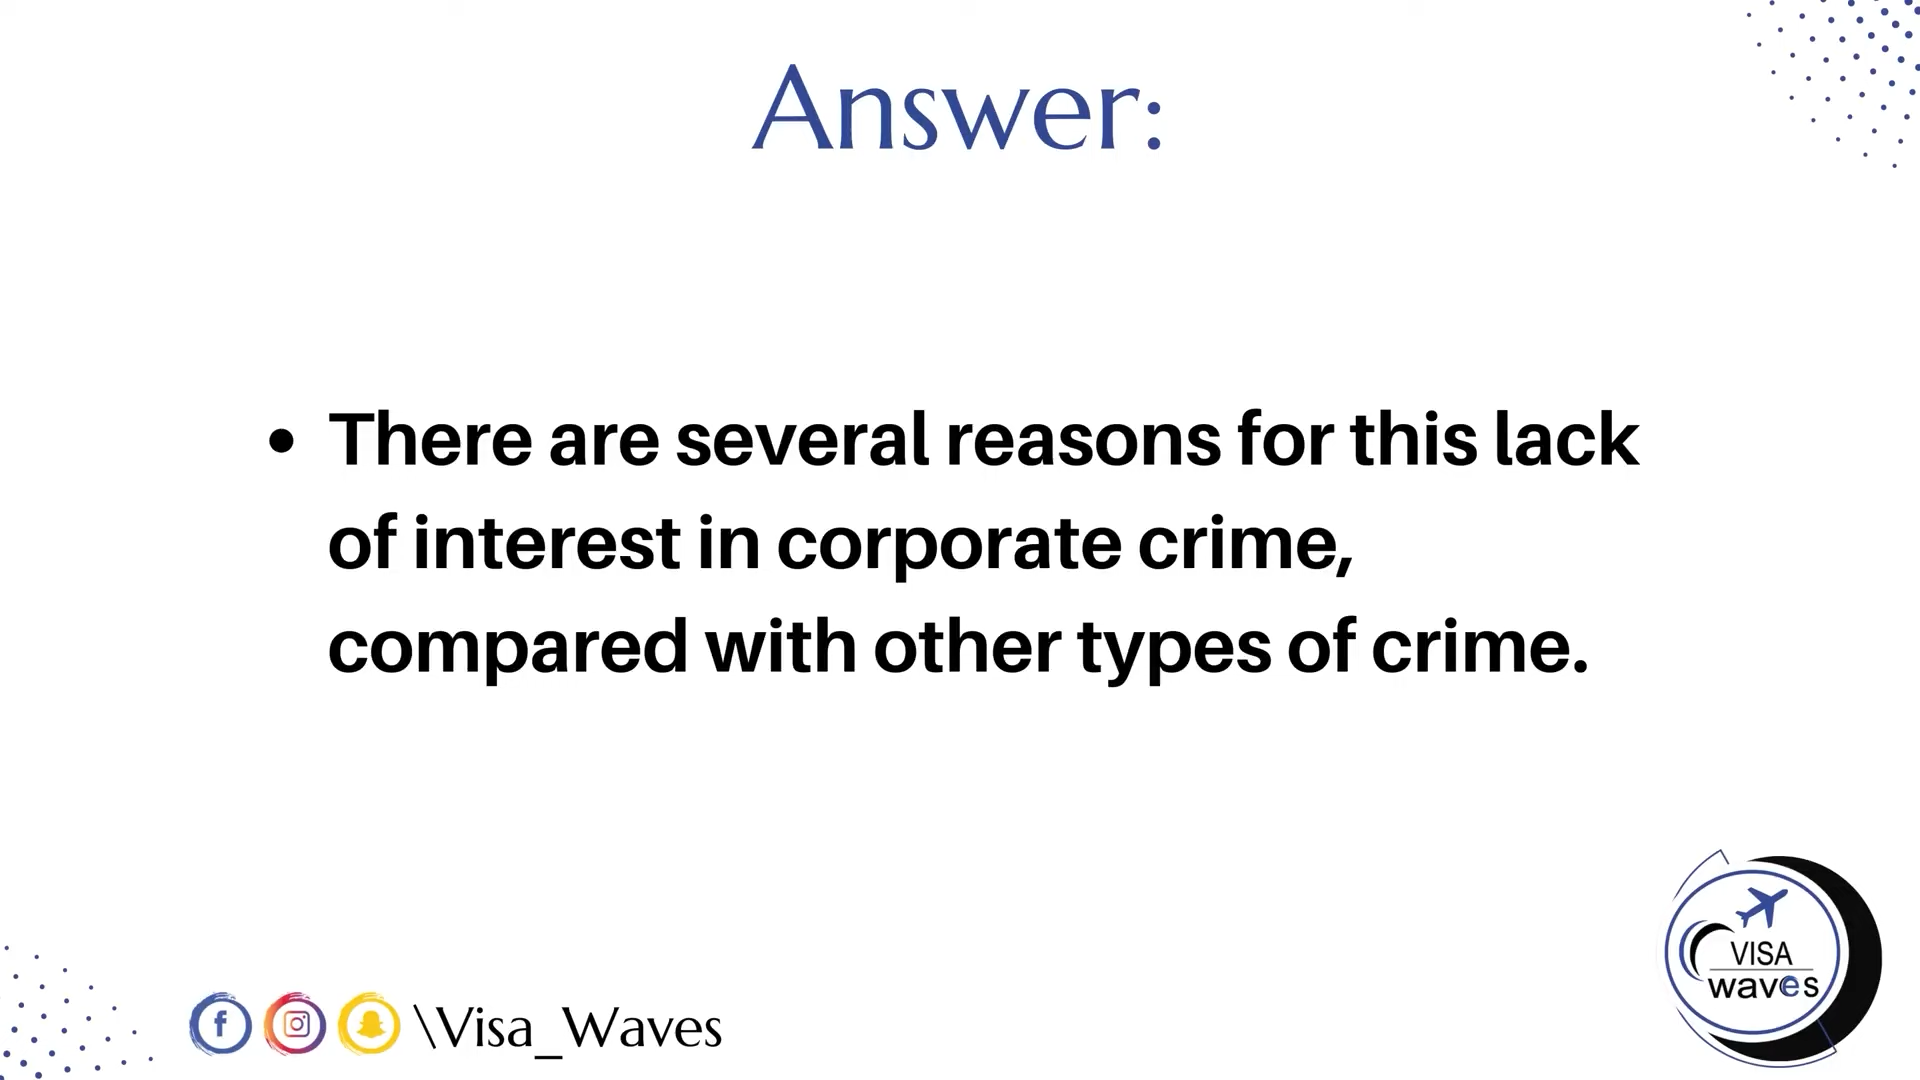 Answer:
• There are several reasons for this lack
of interest in corporate crime,
compared with other types of crime.
VISA
waves
\Visa_Waves